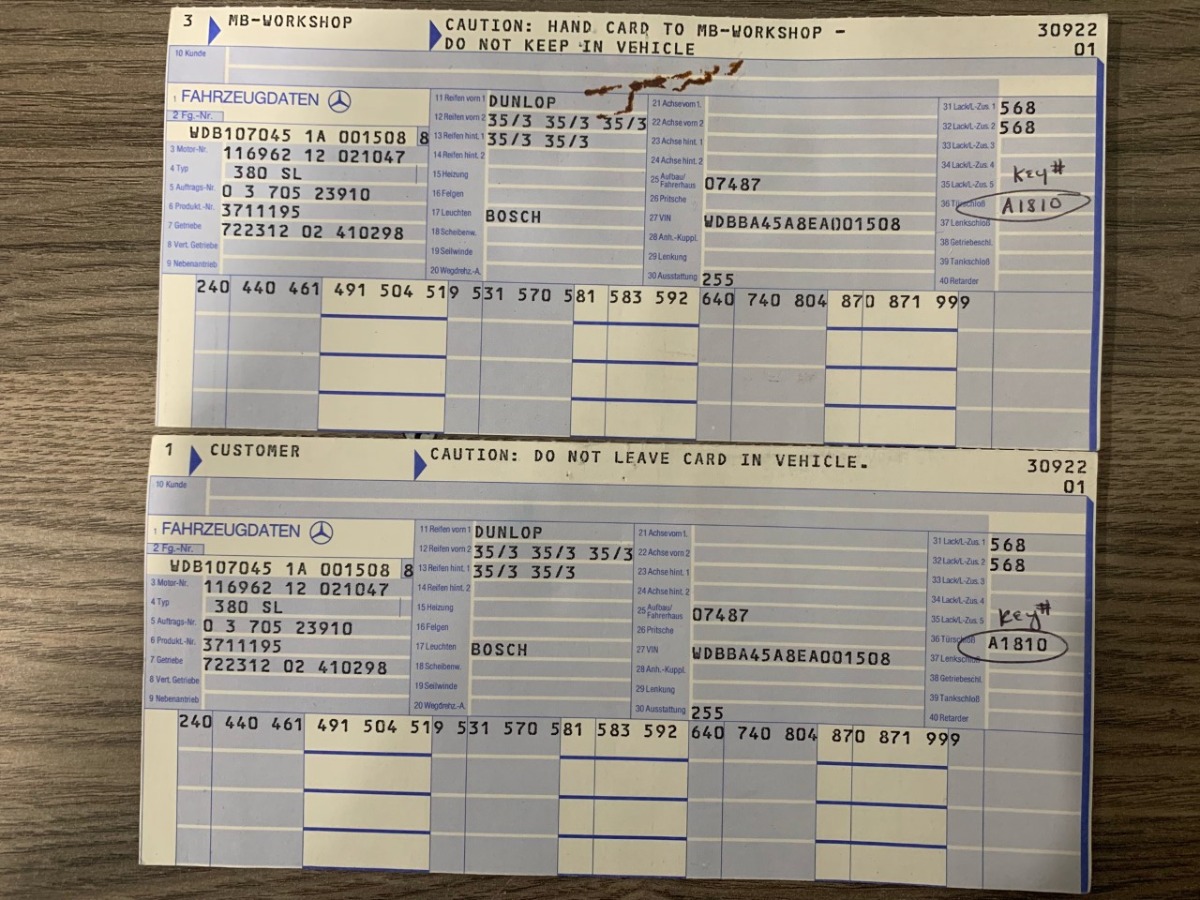 3 MB-WORKSHOP CAUTION: HAND CARD TO MB-WORKSHOP - 30922
DO NOT KEEP IN VEHICLE 01
10 Kunde
1 FAHRZEUGDATEN
2 Fg.-Nr.
WDB107045 1A 001508 8
3 Motor-Nr. 116962 12 021047
4 Typ 380 SL
5 Auftrags-Nr. 0 3 705 23910
6 Produkt.-Nr. 3711195
7 Getriebe 722312 02 410298
8 Vert. Getriebe
9 Nebenantrieb
11 Reifen vorn 1 DUNLOP
12 Reifen vorn 2 35/3 35/3 35/3
13 Reifen hint. 1 35/3 35/3
14 Reifen hint. 2
15 Heizung
16 Felgen
17 Leuchten BOSCH
18 Scheibenw.
19 Seilwinde
20 Wegdrehz.-A.
21 Achse vorn 1
22 Achse vorn 2
23 Achse hint. 1
24 Achse hint. 2
25 Aufbau/
Fahrerhaus 07487
26 Pritsche
27 VIN WDBBA45A8EA001508
28 Anh.-Kuppl.
29 Lenkung
30 Ausstattung 255
31 Lack/L-Zus. 1 568
32 Lack/L-Zus. 2 568
33 Lack/L-Zus. 3
34 Lack/L-Zus. 4
35 Lack/L-Zus. 5
Key#
36 Türschloß A1810
37 Lenkschloß
38 Getriebeschl.
39 Tankschloß
40 Retarder
240 440 461 491 504 519 531 570 581 583 592 640 740 804 870 871 999
1 CUSTOMER CAUTION: DO NOT LEAVE CARD IN VEHICLE. 30922
01
10 Kunde
1 FAHRZEUGDATEN
2 Fg.-Nr.
WDB107045 1A 001508 8
3 Motor-Nr. 116962 12 021047
4 Typ 380 SL
5 Auftrags-Nr. 0 3 705 23910
6 Produkt.-Nr. 3711195
7 Getriebe 722312 02 410298
8 Vert. Getriebe
9 Nebenantrieb
11 Reifen vorn 1 DUNLOP
12 Reifen vorn 2 35/3 35/3 35/3
13 Reifen hint. 1 35/3 35/3
14 Reifen hint. 2
15 Heizung
16 Felgen
17 Leuchten BOSCH
18 Scheibenw.
19 Seilwinde
20 Wegdrehz.-A.
21 Achse vorn 1
22 Achse vorn 2
23 Achse hint. 1
24 Achse hint. 2
25 Aufbau/
Fahrerhaus 07487
26 Pritsche
27 VIN WDBBA45A8EA001508
28 Anh.-Kuppl.
29 Lenkung
30 Ausstattung 255
31 Lack/L-Zus. 1 568
32 Lack/L-Zus. 2 568
33 Lack/L-Zus. 3
34 Lack/L-Zus. 4
35 Lack/L-Zus. 5
Key#
36 Türschloß A1810
37 Lenkschloß
38 Getriebeschl.
39 Tankschloß
40 Retarder
240 440 461 491 504 519 531 570 581 583 592 640 740 804 870 871 999